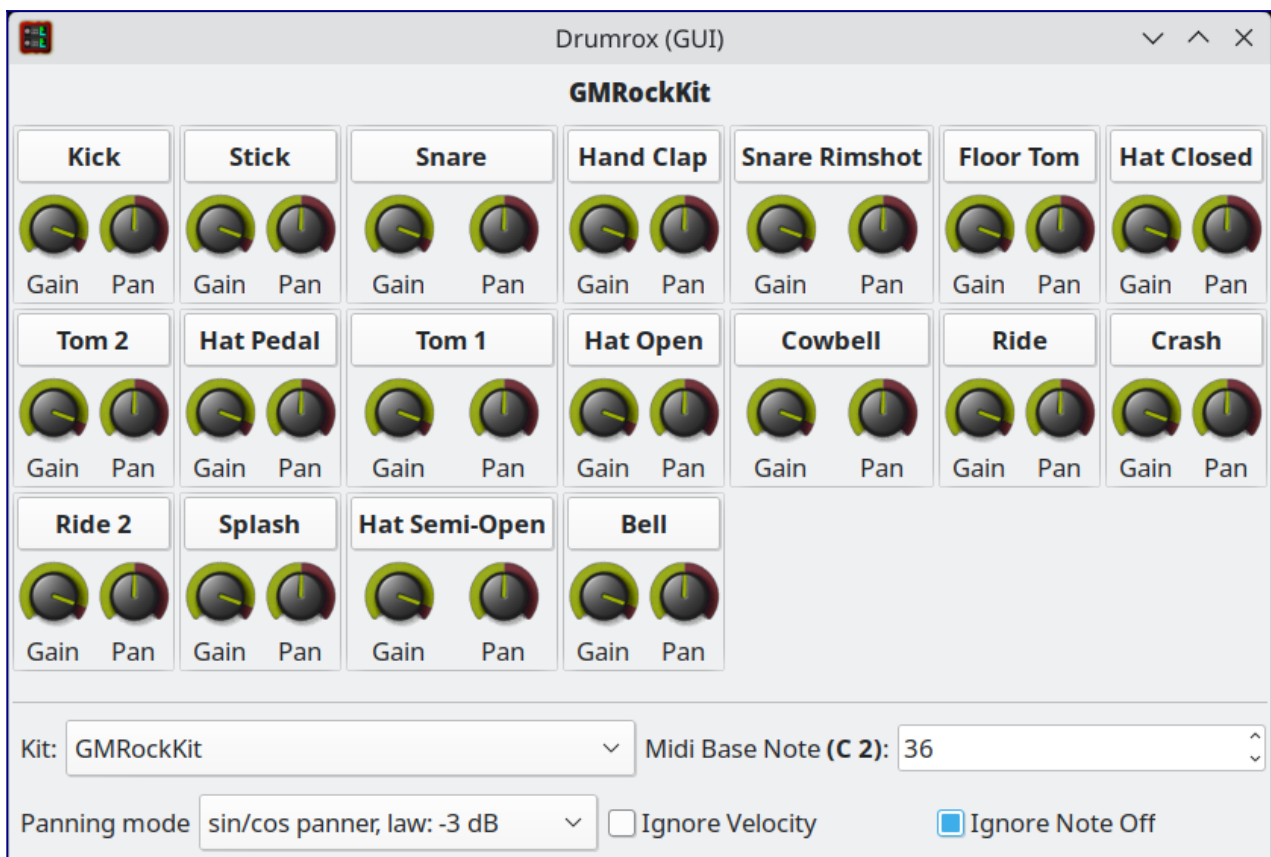 Drumrox (GUI)
GMRockKit
Kick Stick Snare Hand Clap Snare Rimshot Floor Tom Hat Closed
Gain Pan Gain Pan Gain Pan Gain Pan Gain Pan Gain Pan Gain Pan
Tom 2 Hat Pedal Tom 1 Hat Open Cowbell Ride Crash
Gain Pan Gain Pan Gain Pan Gain Pan Gain Pan Gain Pan Gain Pan
Ride 2 Splash Hat Semi-Open Bell
Gain Pan Gain Pan Gain Pan Gain Pan
Kit: GMRockKit Midi Base Note (C 2): 36
Panning mode sin/cos panner, law: -3 dB Ignore Velocity Ignore Note Off